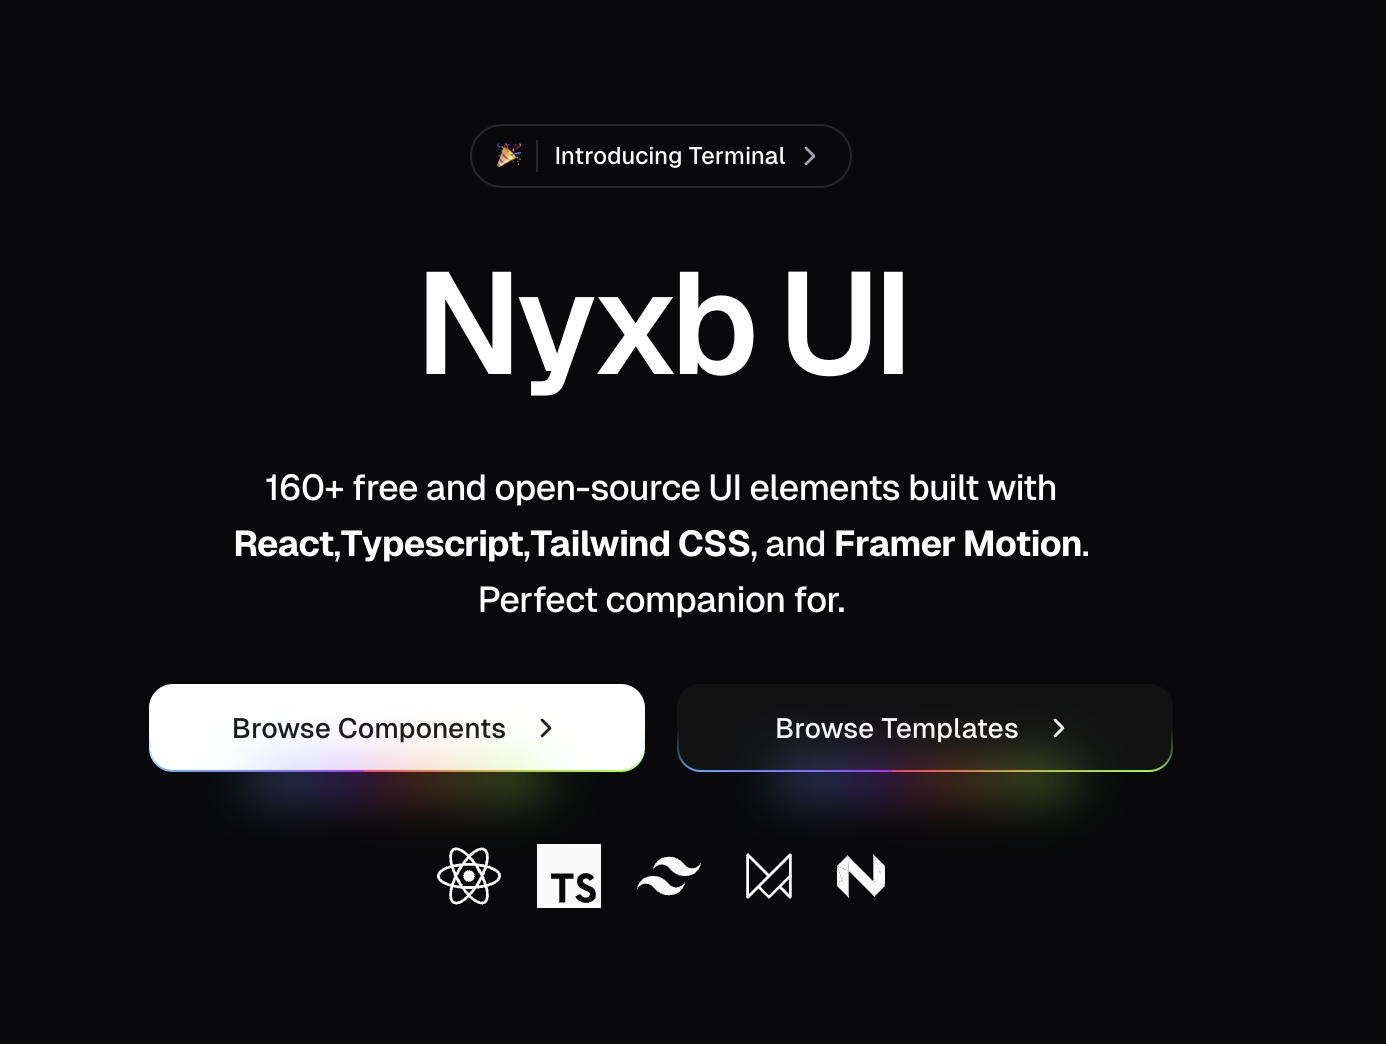 🎉 Introducing Terminal
Nyxb UI
160+ free and open-source UI elements built with
React,Typescript,Tailwind CSS, and Framer Motion.
Perfect companion for.
Browse Components
Browse Templates
TS